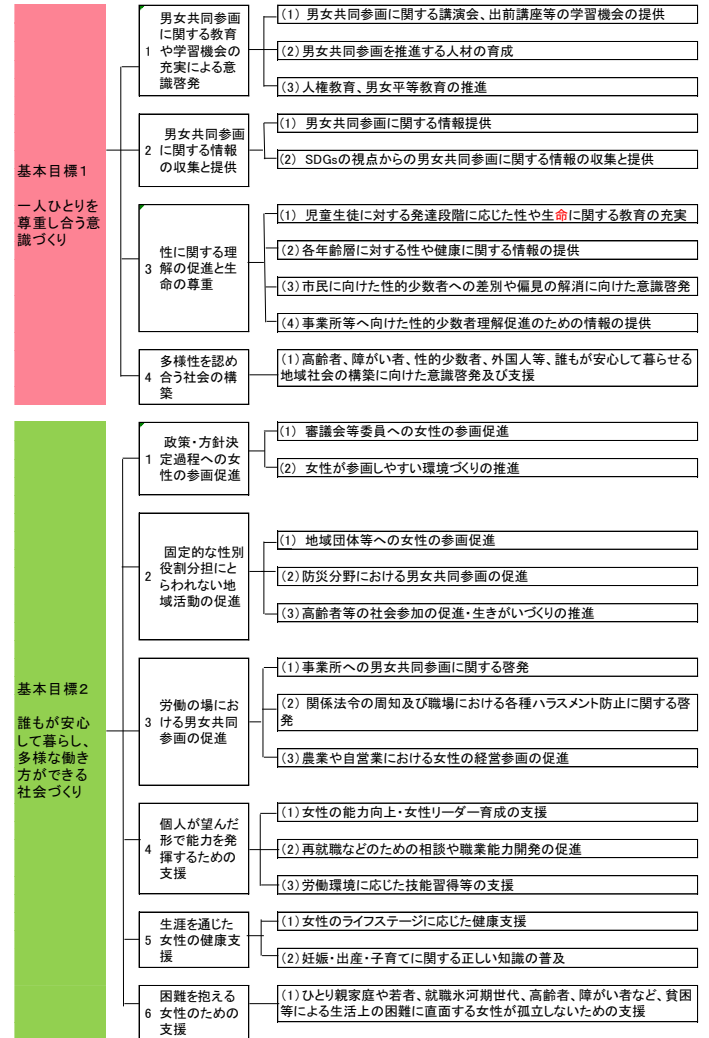 基本目標1
一人ひとりを
尊重し合う意
識づくり
1
男女共同参画
に関する教育
や学習機会の
充実による意
識啓発
(1) 男女共同参画に関する講演会、出前講座等の学習機会の提供
(2)男女共同参画を推進する人材の育成
(3)人権教育、男女平等教育の推進
2
男女共同参画
に関する情報
の収集と提供
(1) 男女共同参画に関する情報提供
(2) SDGsの視点からの男女共同参画に関する情報の収集と提供
3
性に関する理
解の促進と生
命の尊重
(1) 児童生徒に対する発達段階に応じた性や生命に関する教育の充実
(2)各年齢層に対する性や健康に関する情報の提供
(3)市民に向けた性的少数者への差別や偏見の解消に向けた意識啓発
(4)事業所等へ向けた性的少数者理解促進のための情報の提供
4
多様性を認め
合う社会の構
築
(1)高齢者、障がい者、性的少数者、外国人等、誰もが安心して暮らせる
地域社会の構築に向けた意識啓発及び支援
基本目標2
誰もが安心
して暮らし、
多様な働き
方ができる
社会づくり
1
政策・方針決
定過程への女
性の参画促進
(1) 審議会等委員への女性の参画促進
(2) 女性が参画しやすい環境づくりの推進
2
固定的な性別
役割分担にと
らわれない地
域活動の促進
(1) 地域団体等への女性の参画促進
(2)防災分野における男女共同参画の促進
(3)高齢者等の社会参加の促進・生きがいづくりの推進
3
労働の場にお
ける男女共同
参画の促進
(1)事業所への男女共同参画に関する啓発
(2) 関係法令の周知及び職場における各種ハラスメント防止に関する啓
発
(3)農業や自営業における女性の経営参画の促進
4
個人が望んだ
形で能力を発
揮するための
支援
(1)女性の能力向上・女性リーダー育成の支援
(2)再就職などのための相談や職業能力開発の促進
(3)労働環境に応じた技能習得等の支援
5
生涯を通じた
女性の健康支
援
(1)女性のライフステージに応じた健康支援
(2)妊娠・出産・子育てに関する正しい知識の普及
6
困難を抱える
女性のための
支援
(1)ひとり親家庭や若者、就職氷河期世代、高齢者、障がい者など、貧困
等による生活上の困難に直面する女性が孤立しないための支援